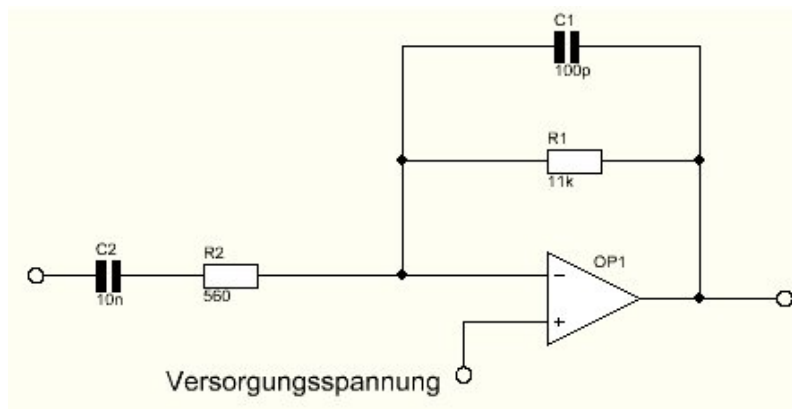 C1
100p
R1
11k
C2
10n
R2
560
OP1
−
+
Versorgungsspannung